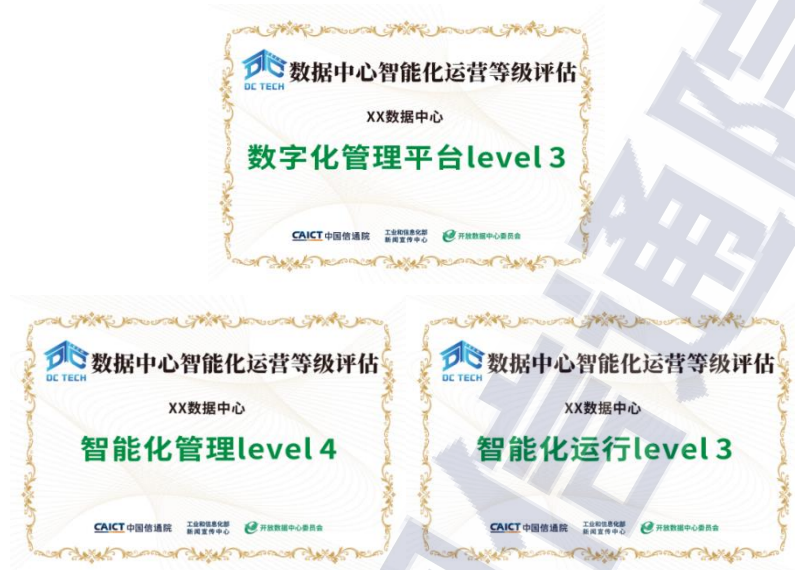 DC TECH
数据中心智能化运营等级评估
XX数据中心
数字化管理平台level 3
CAICT 中国信通院
工业和信息化部
新闻宣传中心
开放数据中心委员会
DC TECH
数据中心智能化运营等级评估
XX数据中心
智能化管理level 4
CAICT 中国信通院
工业和信息化部
新闻宣传中心
开放数据中心委员会
DC TECH
数据中心智能化运营等级评估
XX数据中心
智能化运行level 3
CAICT 中国信通院
工业和信息化部
新闻宣传中心
开放数据中心委员会